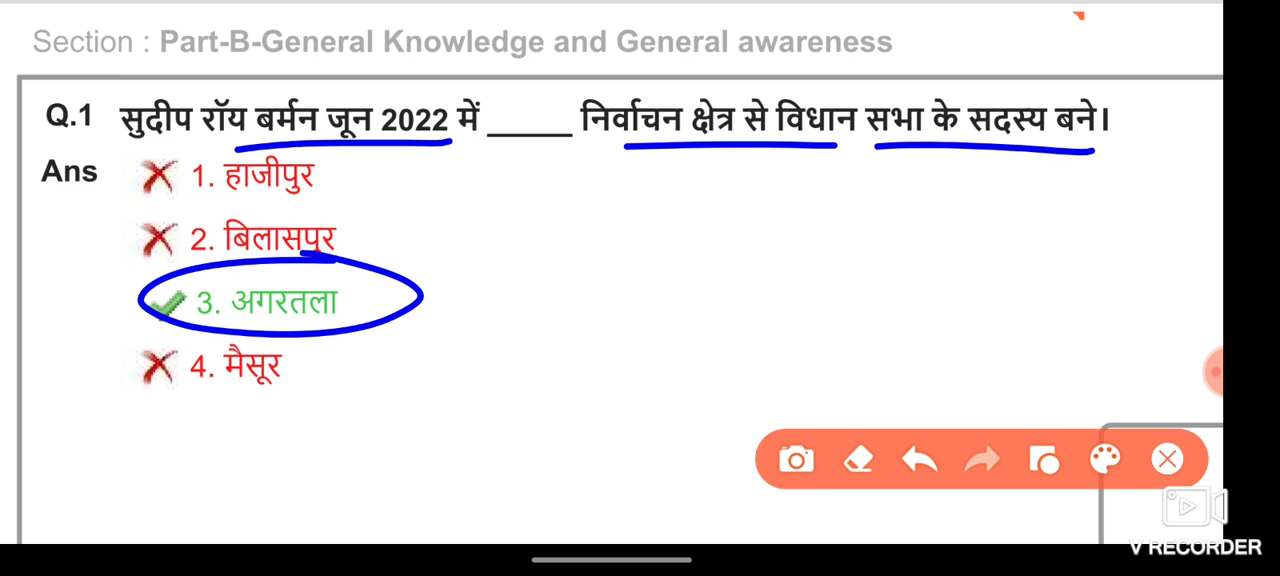 Section : Part-B-General Knowledge and General awareness
Q.1 सुदीप रॉय बर्मन जून 2022 में _____ निर्वाचन क्षेत्र से विधान सभा के सदस्य बने।
Ans 1. हाजीपुर
2. बिलासपुर
3. अगरतला
4. मैसूर
V RECORDER